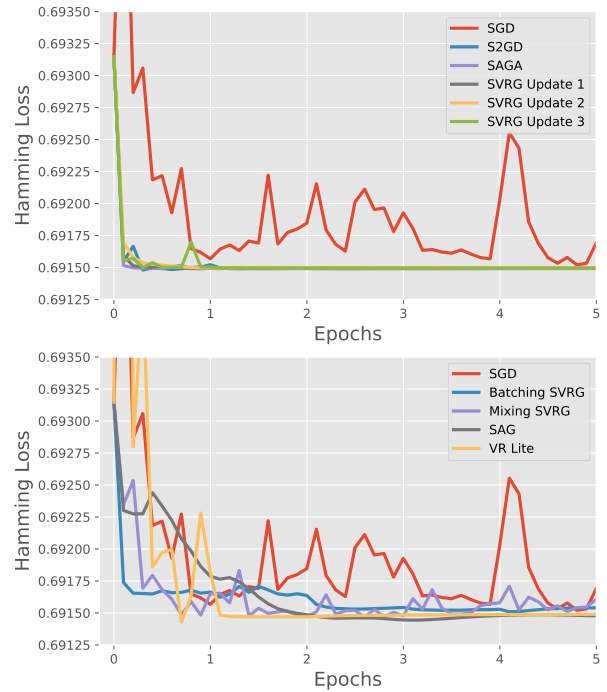 0.69350
0.69325
0.69300
0.69275
0.69250
0.69225
0.69200
0.69175
0.69150
0.69125
Hamming Loss
SGD
S2GD
SAGA
SVRG Update 1
SVRG Update 2
SVRG Update 3
0 1 2 3 4 5
Epochs
0.69350
0.69325
0.69300
0.69275
0.69250
0.69225
0.69200
0.69175
0.69150
0.69125
Hamming Loss
SGD
Batching SVRG
Mixing SVRG
SAG
VR Lite
0 1 2 3 4 5
Epochs